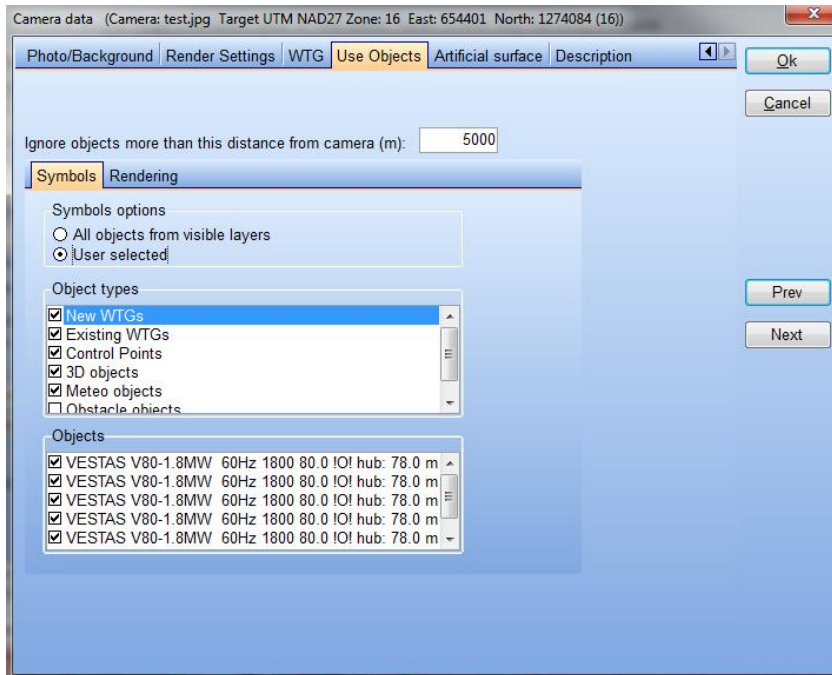 Camera data (Camera: test.jpg Target UTM NAD27 Zone: 16 East: 654401 North: 1274084 (16))
Photo/Background Render Settings WTG Use Objects Artificial surface Description
Ok
Cancel
Ignore objects more than this distance from camera (m): 5000
Symbols Rendering
Symbols options
All objects from visible layers
User selected
Object types
New WTGs
Existing WTGs
Control Points
3D objects
Meteo objects
Obstacle objects
Prev
Next
Objects
VESTAS V80-1.8MW 60Hz 1800 80.0 !O! hub: 78.0 m
VESTAS V80-1.8MW 60Hz 1800 80.0 !O! hub: 78.0 m
VESTAS V80-1.8MW 60Hz 1800 80.0 !O! hub: 78.0 m
VESTAS V80-1.8MW 60Hz 1800 80.0 !O! hub: 78.0 m
VESTAS V80-1.8MW 60Hz 1800 80.0 !O! hub: 78.0 m